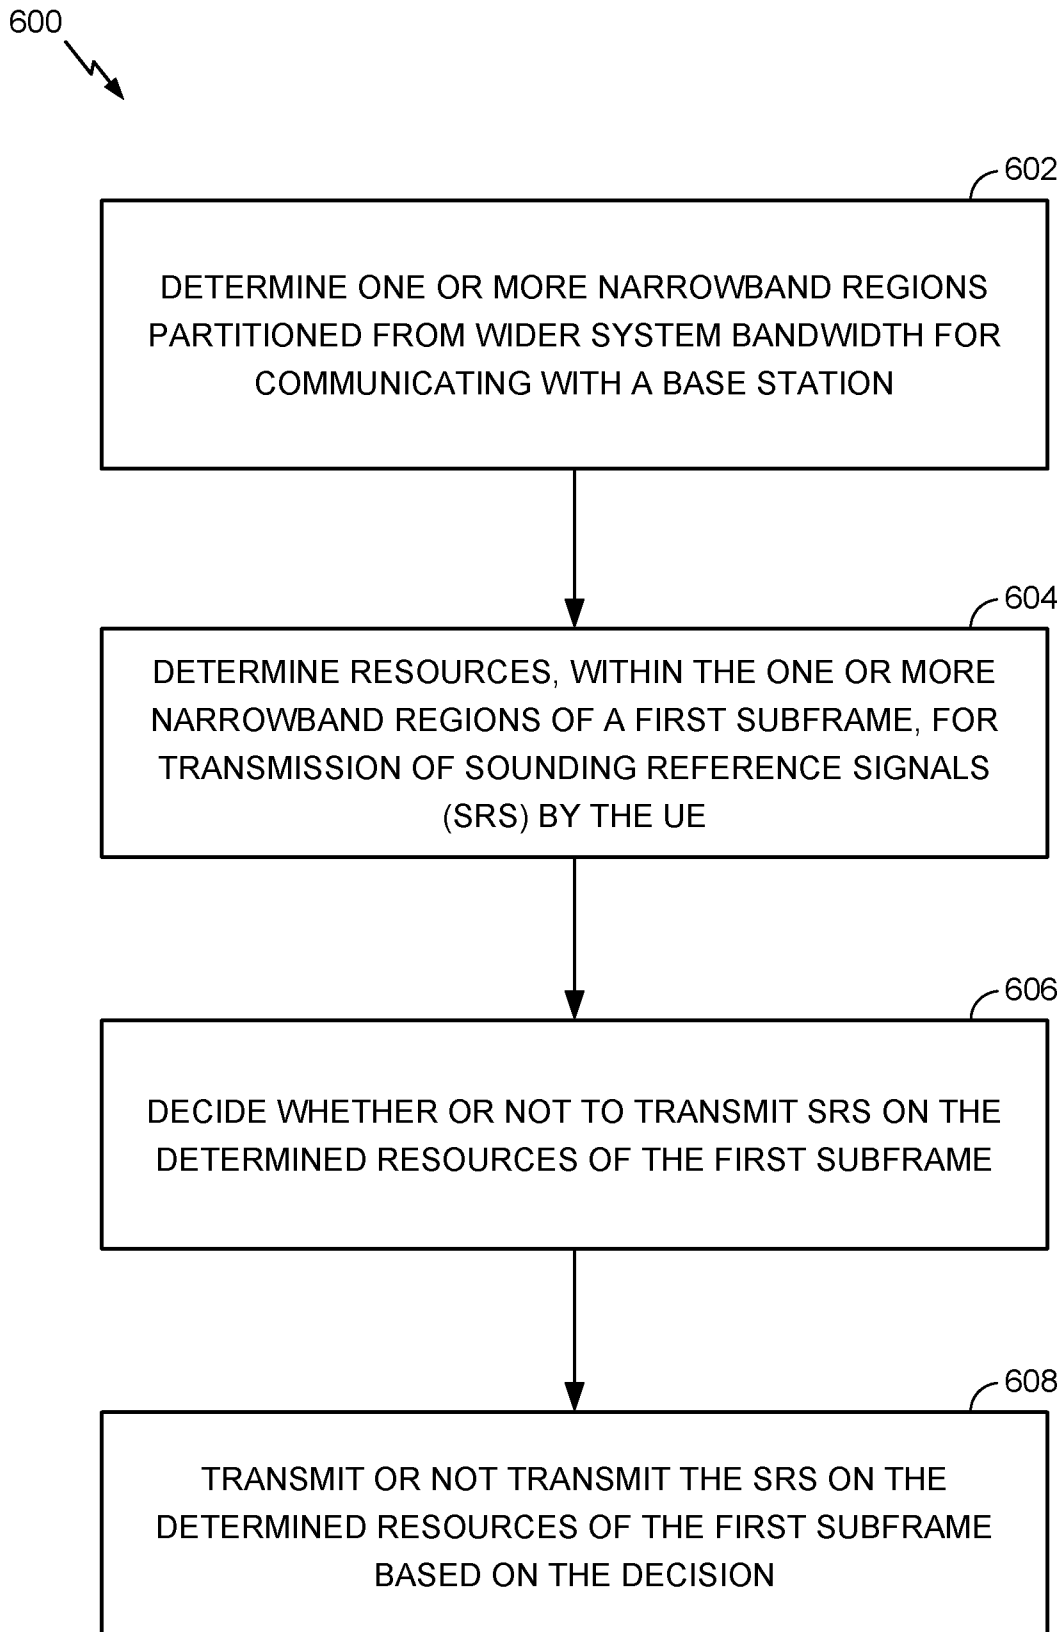 600
602
DETERMINE ONE OR MORE NARROWBAND REGIONS
PARTITIONED FROM WIDER SYSTEM BANDWIDTH FOR
COMMUNICATING WITH A BASE STATION
604
DETERMINE RESOURCES, WITHIN THE ONE OR MORE
NARROWBAND REGIONS OF A FIRST SUBFRAME, FOR
TRANSMISSION OF SOUNDING REFERENCE SIGNALS
(SRS) BY THE UE
606
DECIDE WHETHER OR NOT TO TRANSMIT SRS ON THE
DETERMINED RESOURCES OF THE FIRST SUBFRAME
608
TRANSMIT OR NOT TRANSMIT THE SRS ON THE
DETERMINED RESOURCES OF THE FIRST SUBFRAME
BASED ON THE DECISION